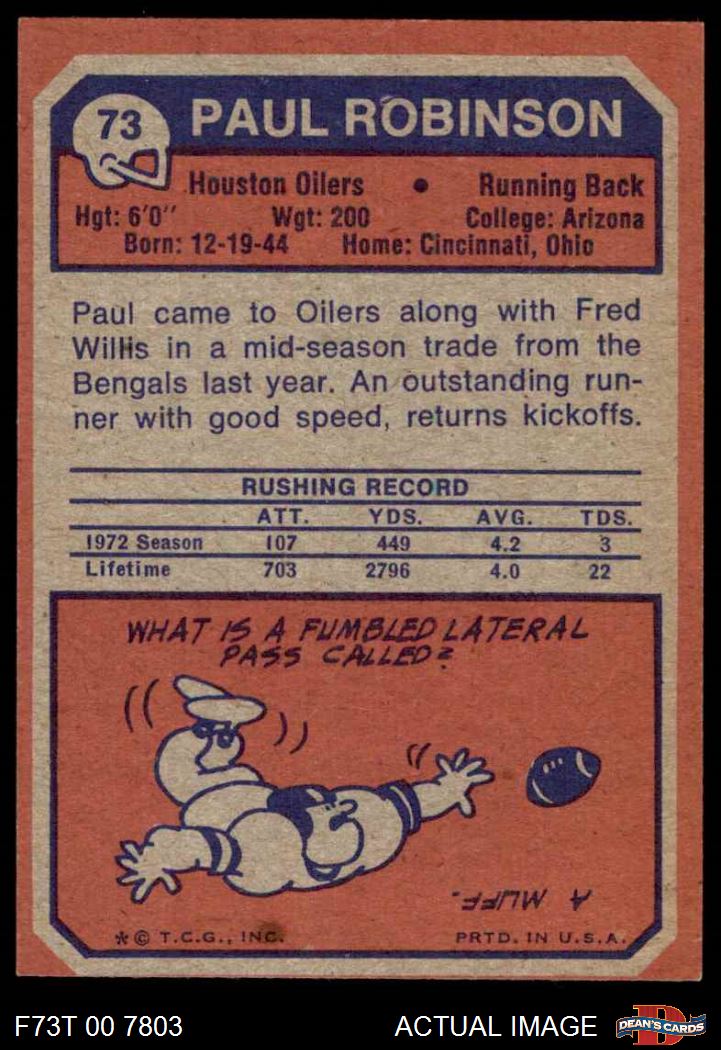 73 PAUL ROBINSON
Houston Oilers • Running Back
Hgt: 6'0" Wgt: 200 College: Arizona
Born: 12-19-44 Home: Cincinnati, Ohio
Paul came to Oilers along with Fred
Willis in a mid-season trade from the
Bengals last year. An outstanding run-
ner with good speed, returns kickoffs.
RUSHING RECORD
ATT. YDS. AVG. TDS.
1972 Season 107 449 4.2 3
Lifetime 703 2796 4.0 22
WHAT IS A FUMBLED LATERAL
PASS CALLED?
A MUFF.
* © T.C.G., INC. PRTD. IN U.S.A.
F73T 00 7803 ACTUAL IMAGE D DEAN'S CARDS